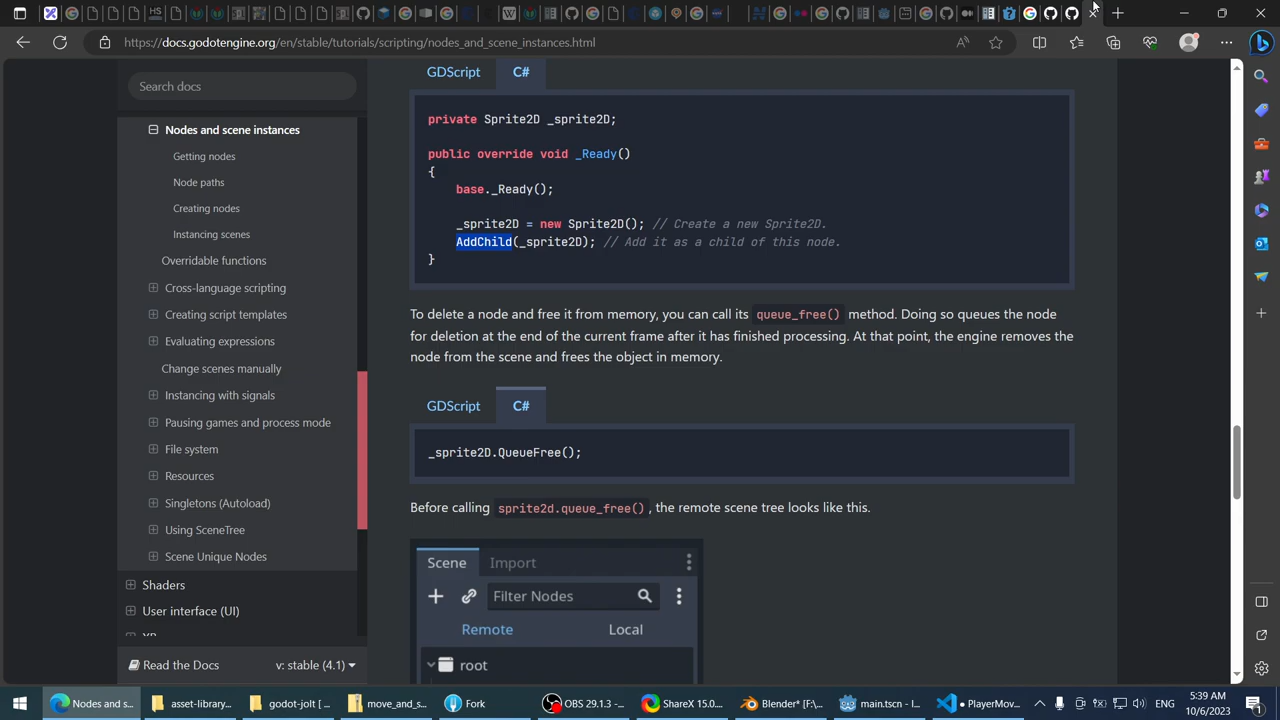 https://docs.godotengine.org/en/stable/tutorials/scripting/nodes_and_scene_instances.html
Search docs
Nodes and scene instances
Getting nodes
Node paths
Creating nodes
Instancing scenes
Overridable functions
Cross-language scripting
Creating script templates
Evaluating expressions
Change scenes manually
Instancing with signals
Pausing games and process mode
File system
Resources
Singletons (Autoload)
Using SceneTree
Scene Unique Nodes
Shaders
User interface (UI)
Read the Docs v: stable (4.1)
GDScript C#
private Sprite2D _sprite2D;
public override void _Ready()
{
base._Ready();
_sprite2D = new Sprite2D(); // Create a new Sprite2D.
AddChild(_sprite2D); // Add it as a child of this node.
}
To delete a node and free it from memory, you can call its queue_free() method. Doing so queues the node
for deletion at the end of the current frame after it has finished processing. At that point, the engine removes the
node from the scene and frees the object in memory.
GDScript C#
_sprite2D.QueueFree();
Before calling sprite2d.queue_free(), the remote scene tree looks like this.
Scene Import
Filter Nodes
Remote Local
root
Nodes and s...
asset-library...
godot-jolt [ ...
move_and_s...
Fork
OBS 29.1.3 - ...
ShareX 15.0...
Blender* [F:\...
main.tscn - l...
● PlayerMov...
5:39 AM
10/6/2023